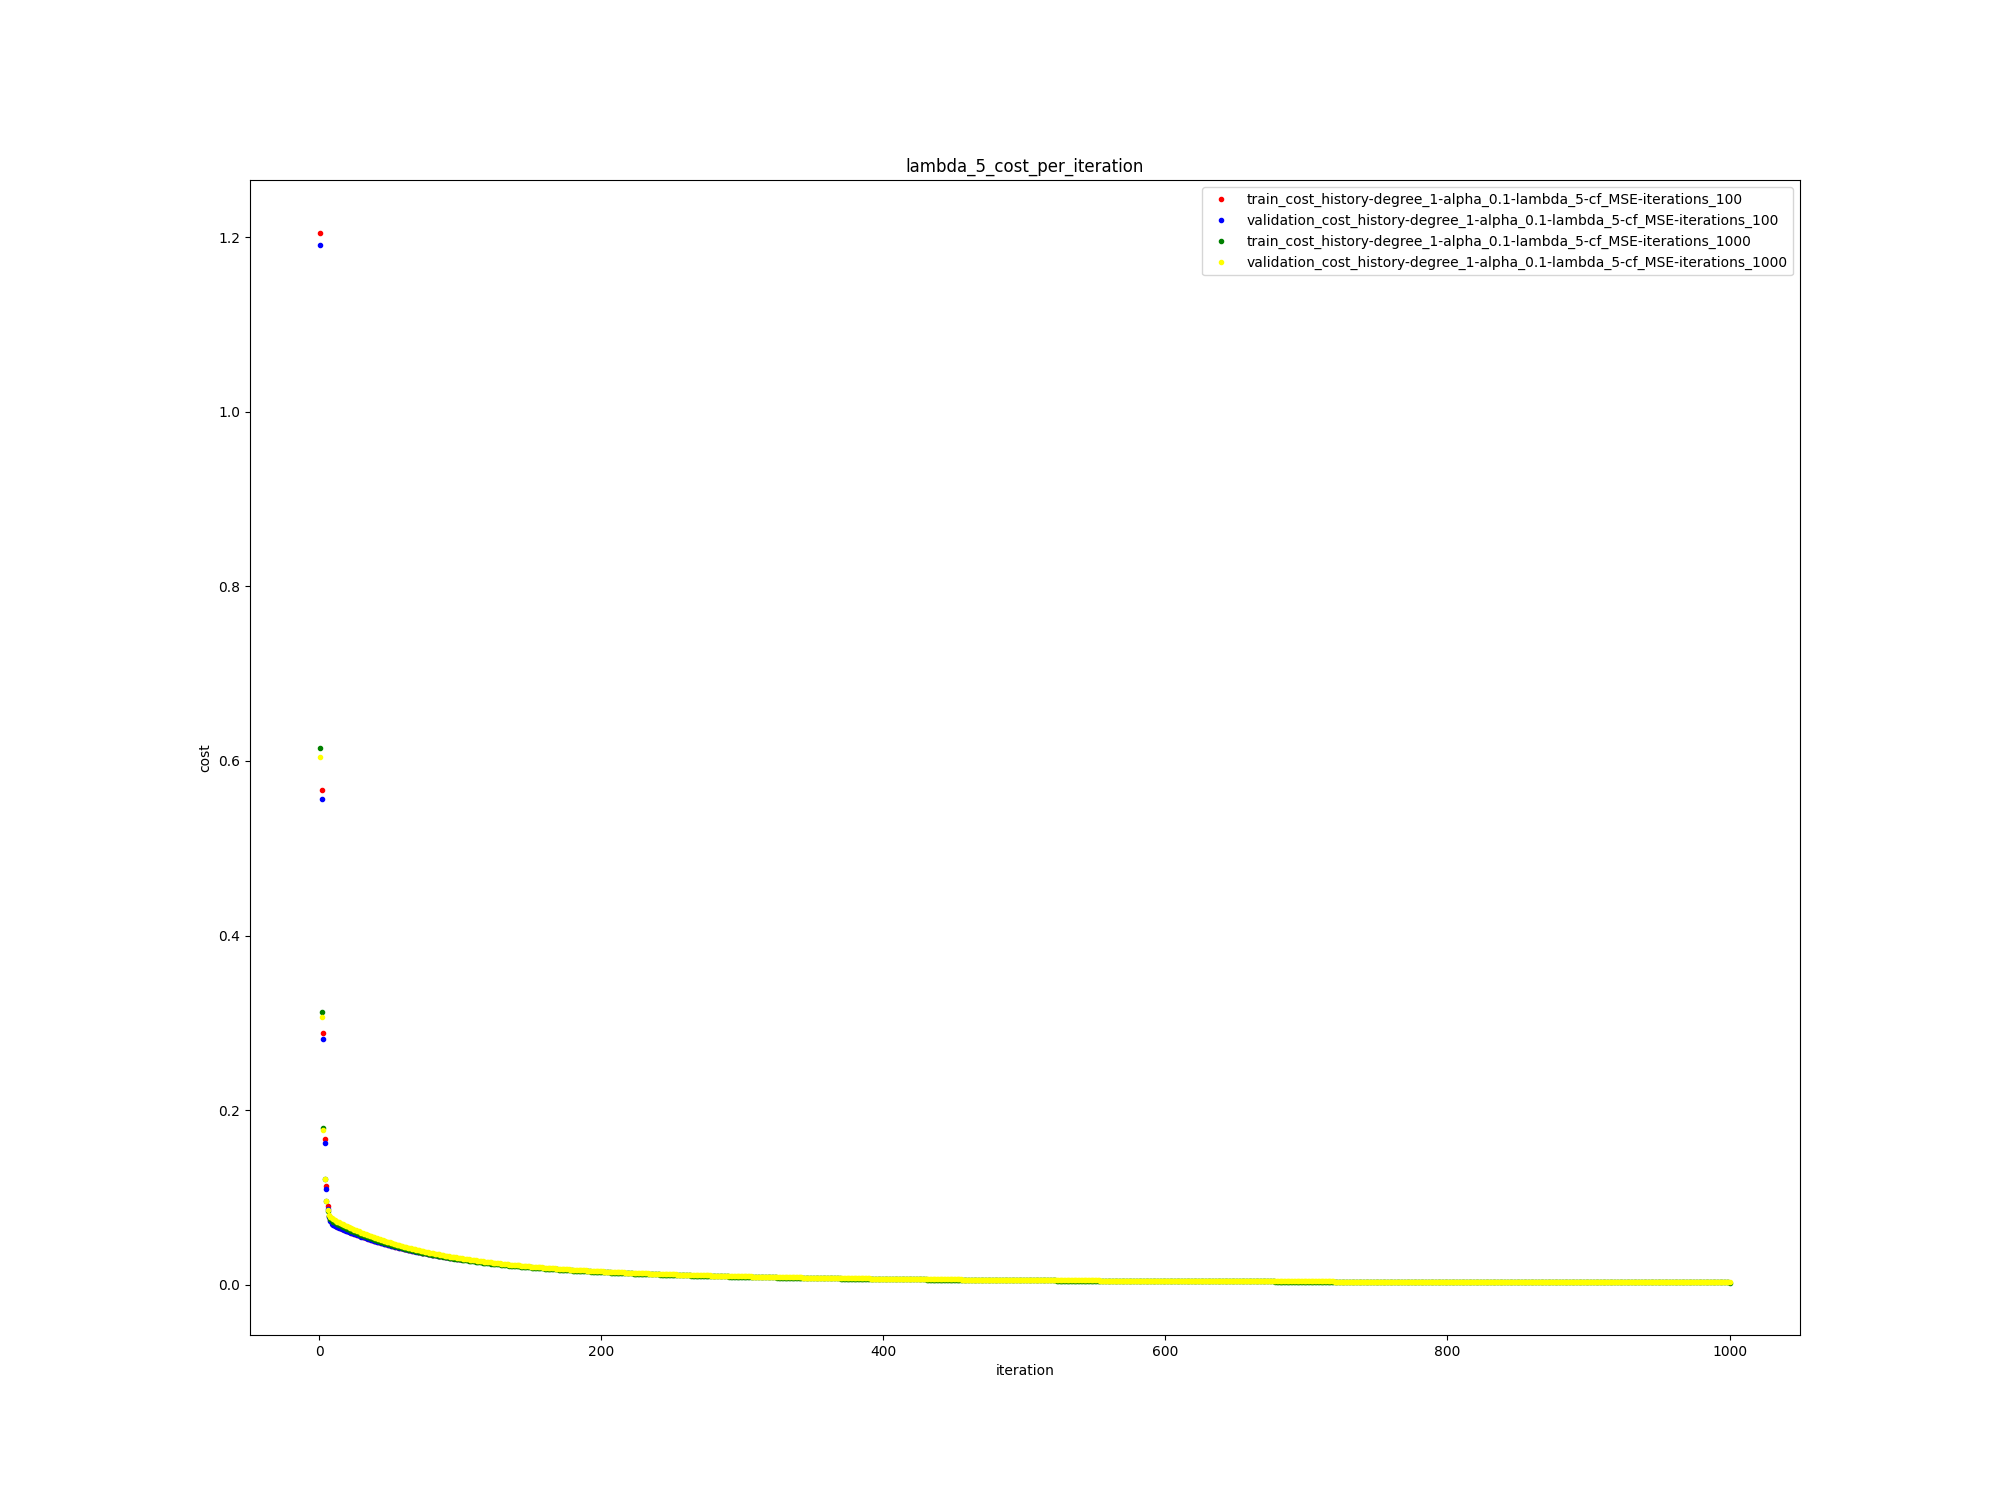 lambda_5_cost_per_iteration
train_cost_history-degree_1-alpha_0.1-lambda_5-cf_MSE-iterations_100
validation_cost_history-degree_1-alpha_0.1-lambda_5-cf_MSE-iterations_100
train_cost_history-degree_1-alpha_0.1-lambda_5-cf_MSE-iterations_1000
validation_cost_history-degree_1-alpha_0.1-lambda_5-cf_MSE-iterations_1000
1.2
1.0
0.8
0.6
0.4
0.2
0.0
cost
0 200 400 600 800 1000
iteration